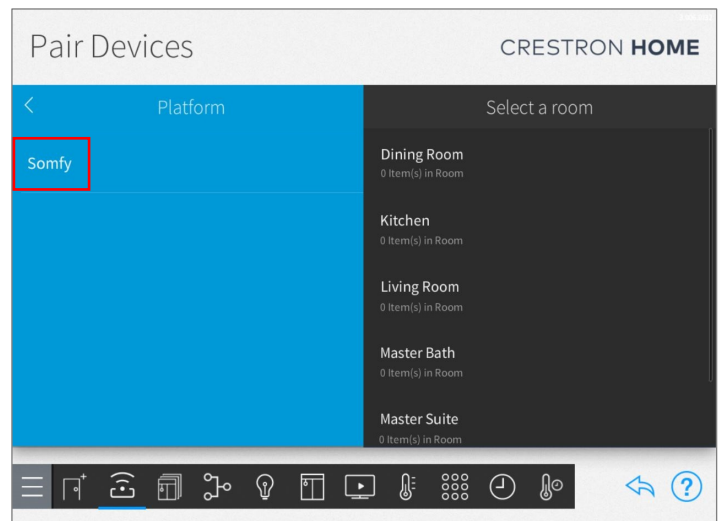 Pair Devices
CRESTRON HOME
Platform
Somfy
Select a room
Dining Room
0 Item(s) in Room
Kitchen
0 Item(s) in Room
Living Room
0 Item(s) in Room
Master Bath
0 Item(s) in Room
Master Suite
0 Item(s) in Room
?